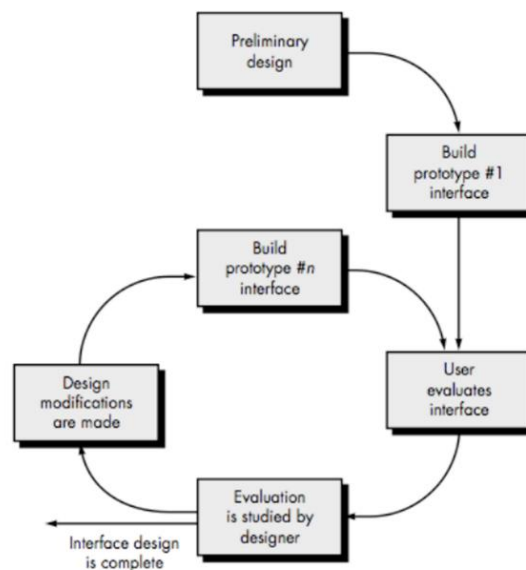 Preliminary
design
Build
prototype #1
interface
Build
prototype #n
interface
Design
modifications
are made
User
evaluates
interface
Evaluation
is studied by
designer
Interface design
is complete